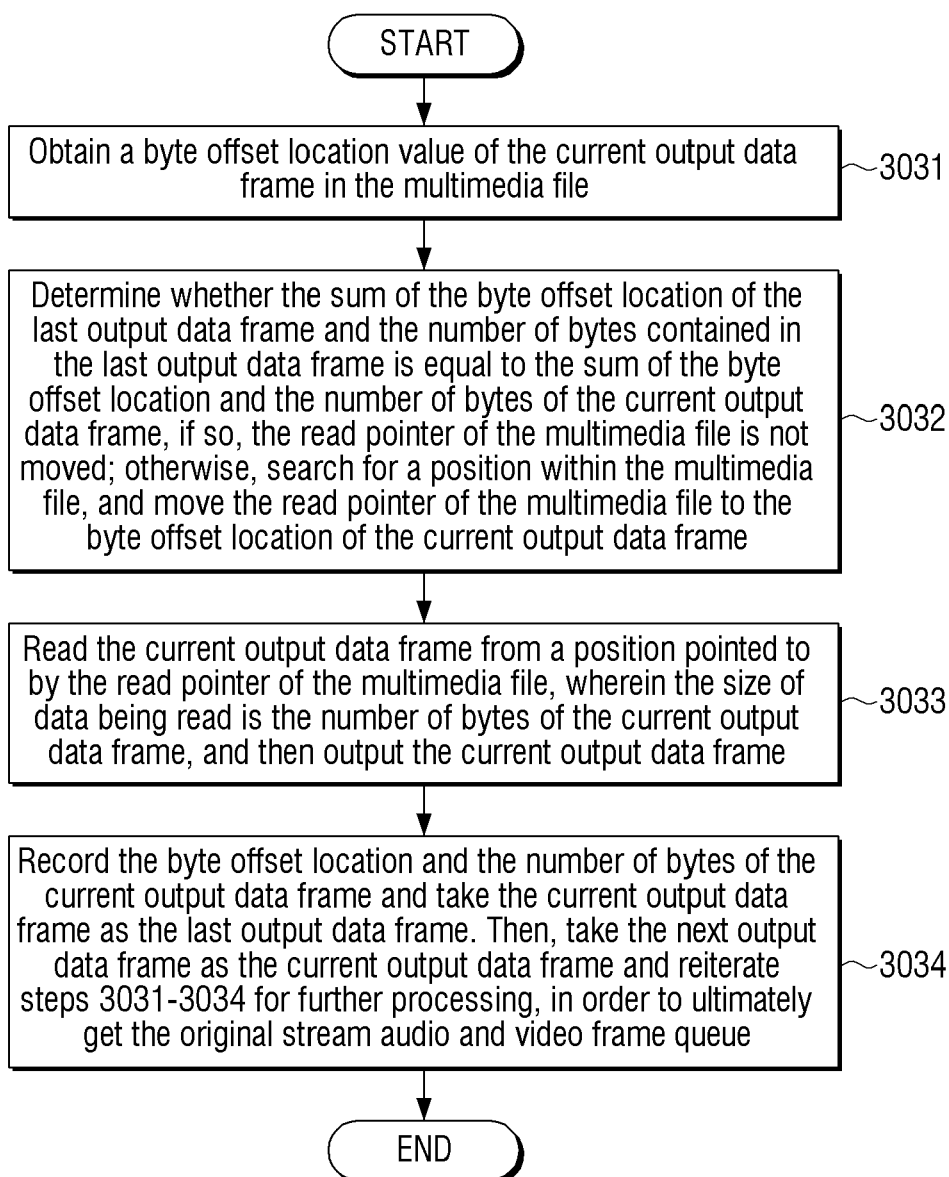 START
Obtain a byte offset location value of the current output data
frame in the multimedia file
3031
Determine whether the sum of the byte offset location of the
last output data frame and the number of bytes contained in
the last output data frame is equal to the sum of the byte
offset location and the number of bytes of the current output
data frame, if so, the read pointer of the multimedia file is not
moved; otherwise, search for a position within the multimedia
file, and move the read pointer of the multimedia file to the
byte offset location of the current output data frame
3032
Read the current output data frame from a position pointed to
by the read pointer of the multimedia file, wherein the size of
data being read is the number of bytes of the current output
data frame, and then output the current output data frame
3033
Record the byte offset location and the number of bytes of the
current output data frame and take the current output data
frame as the last output data frame. Then, take the next output
data frame as the current output data frame and reiterate
steps 3031-3034 for further processing, in order to ultimately
get the original stream audio and video frame queue
3034
END